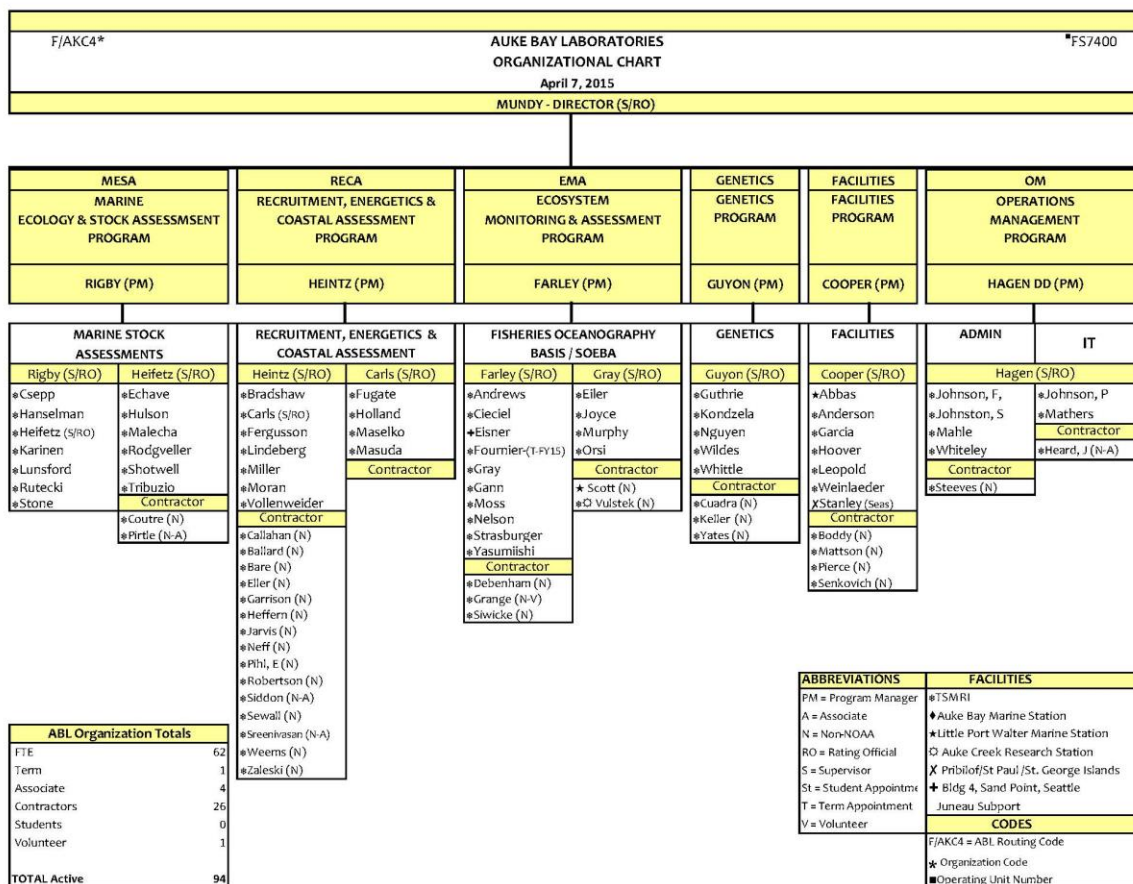 F/AKC4*
AUKE BAY LABORATORIES
■FS7400
ORGANIZATIONAL CHART
April 7, 2015
MUNDY - DIRECTOR (S/RO)
MESA
MARINE
ECOLOGY & STOCK ASSESSMSENT
PROGRAM
RIGBY (PM)
RECA
RECRUITMENT, ENERGETICS &
COASTAL ASSESSMENT
PROGRAM
HEINTZ (PM)
EMA
ECOSYSTEM
MONITORING & ASSESSMENT
PROGRAM
FARLEY (PM)
GENETICS
GENETICS
PROGRAM
GUYON (PM)
FACILITIES
FACILITIES
PROGRAM
COOPER (PM)
OM
OPERATIONS
MANAGEMENT
PROGRAM
HAGEN DD (PM)
MARINE STOCK
ASSESSMENTS
Rigby (S/RO)
*Csepp
*Hanselman
*Heifetz (S/RO)
*Karinen
*Lunsford
*Rutecki
*Stone
Heifetz (S/RO)
*Echave
*Hulson
*Malecha
*Rodgveller
*Shotwell
*Tribuzio
Contractor
*Coutre (N)
*Pirtle (N-A)
RECRUITMENT, ENERGETICS &
COASTAL ASSESSMENT
Heintz (S/RO)
*Bradshaw
*Carls (S/RO)
*Fergusson
*Lindeberg
*Miller
*Moran
*Vollenweider
Contractor
*Callahan (N)
*Ballard (N)
*Bare (N)
*Eller (N)
*Garrison (N)
*Heffern (N)
*Jarvis (N)
*Neff (N)
*Pihl, E (N)
*Robertson (N)
*Siddon (N-A)
*Sewall (N)
*Sreenivasan (N-A)
*Weems (N)
*Zaleski (N)
Carls (S/RO)
*Fugate
*Holland
*Maselko
*Masuda
Contractor
FISHERIES OCEANOGRAPHY
BASIS / SOEBA
Farley (S/RO)
*Andrews
*Cieciel
✚Eisner
*Fournier-(T-FY15)
*Gray
*Gann
*Moss
*Nelson
*Strasburger
*Yasumiishi
Contractor
*Debenham (N)
*Grange (N-V)
*Siwicke (N)
Gray (S/RO)
*Eiler
*Joyce
*Murphy
*Orsi
Contractor
★ Scott (N)
*☼ Vulstek (N)
GENETICS
Guyon (S/RO)
*Guthrie
*Kondzela
*Nguyen
*Wildes
*Whittle
Contractor
*Cuadra (N)
*Keller (N)
*Yates (N)
FACILITIES
Cooper (S/RO)
★Abbas
*Anderson
*Garcia
*Hoover
*Leopold
*Weinlaeder
✗Stanley (Seas)
Contractor
*Boddy (N)
*Mattson (N)
*Pierce (N)
*Senkovich (N)
ADMIN
IT
Hagen (S/RO)
*Johnson, F,
*Johnston, S
*Mahle
*Whiteley
Contractor
*Steeves (N)
*Johnson, P
*Mathers
Contractor
*Heard, J (N-A)
ABL Organization Totals
FTE 62
Term 1
Associate 4
Contractors 26
Students 0
Volunteer 1
TOTAL Active 94
ABBREVIATIONS
PM = Program Manager
A = Associate
N = Non-NOAA
RO = Rating Official
S = Supervisor
St = Student Appointme
T = Term Appointment
V = Volunteer
FACILITIES
*TSMRI
♦Auke Bay Marine Station
★Little Port Walter Marine Station
☼ Auke Creek Research Station
✗ Pribilof/St Paul /St. George Islands
✚ Bldg 4, Sand Point, Seattle
Juneau Subport
CODES
F/AKC4 = ABL Routing Code
* Organization Code
■Operating Unit Number